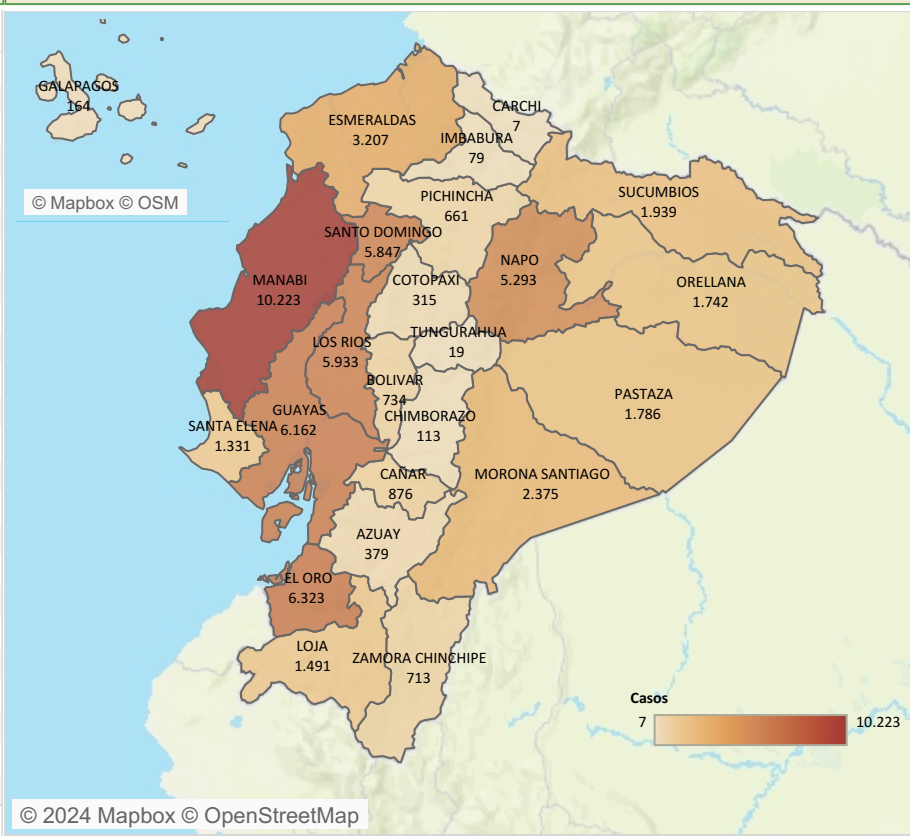 GALAPAGOS
164
© Mapbox © OSM
ESMERALDAS
3.207
CARCHI
7
IMBABURA
79
PICHINCHA
661
SUCUMBIOS
1.939
SANTO DOMINGO
5.847
NAPO
5.293
MANABI
10.223
COTOPAXI
315
ORELLANA
1.742
TUNGURAHUA
19
LOS RIOS
5.933
BOLIVAR
734
PASTAZA
1.786
GUAYAS
6.162
CHIMBORAZO
113
SANTA ELENA
1.331
CAÑAR
876
MORONA SANTIAGO
2.375
AZUAY
379
EL ORO
6.323
LOJA
1.491
ZAMORA CHINCHIPE
713
Casos
7
10.223
© 2024 Mapbox © OpenStreetMap